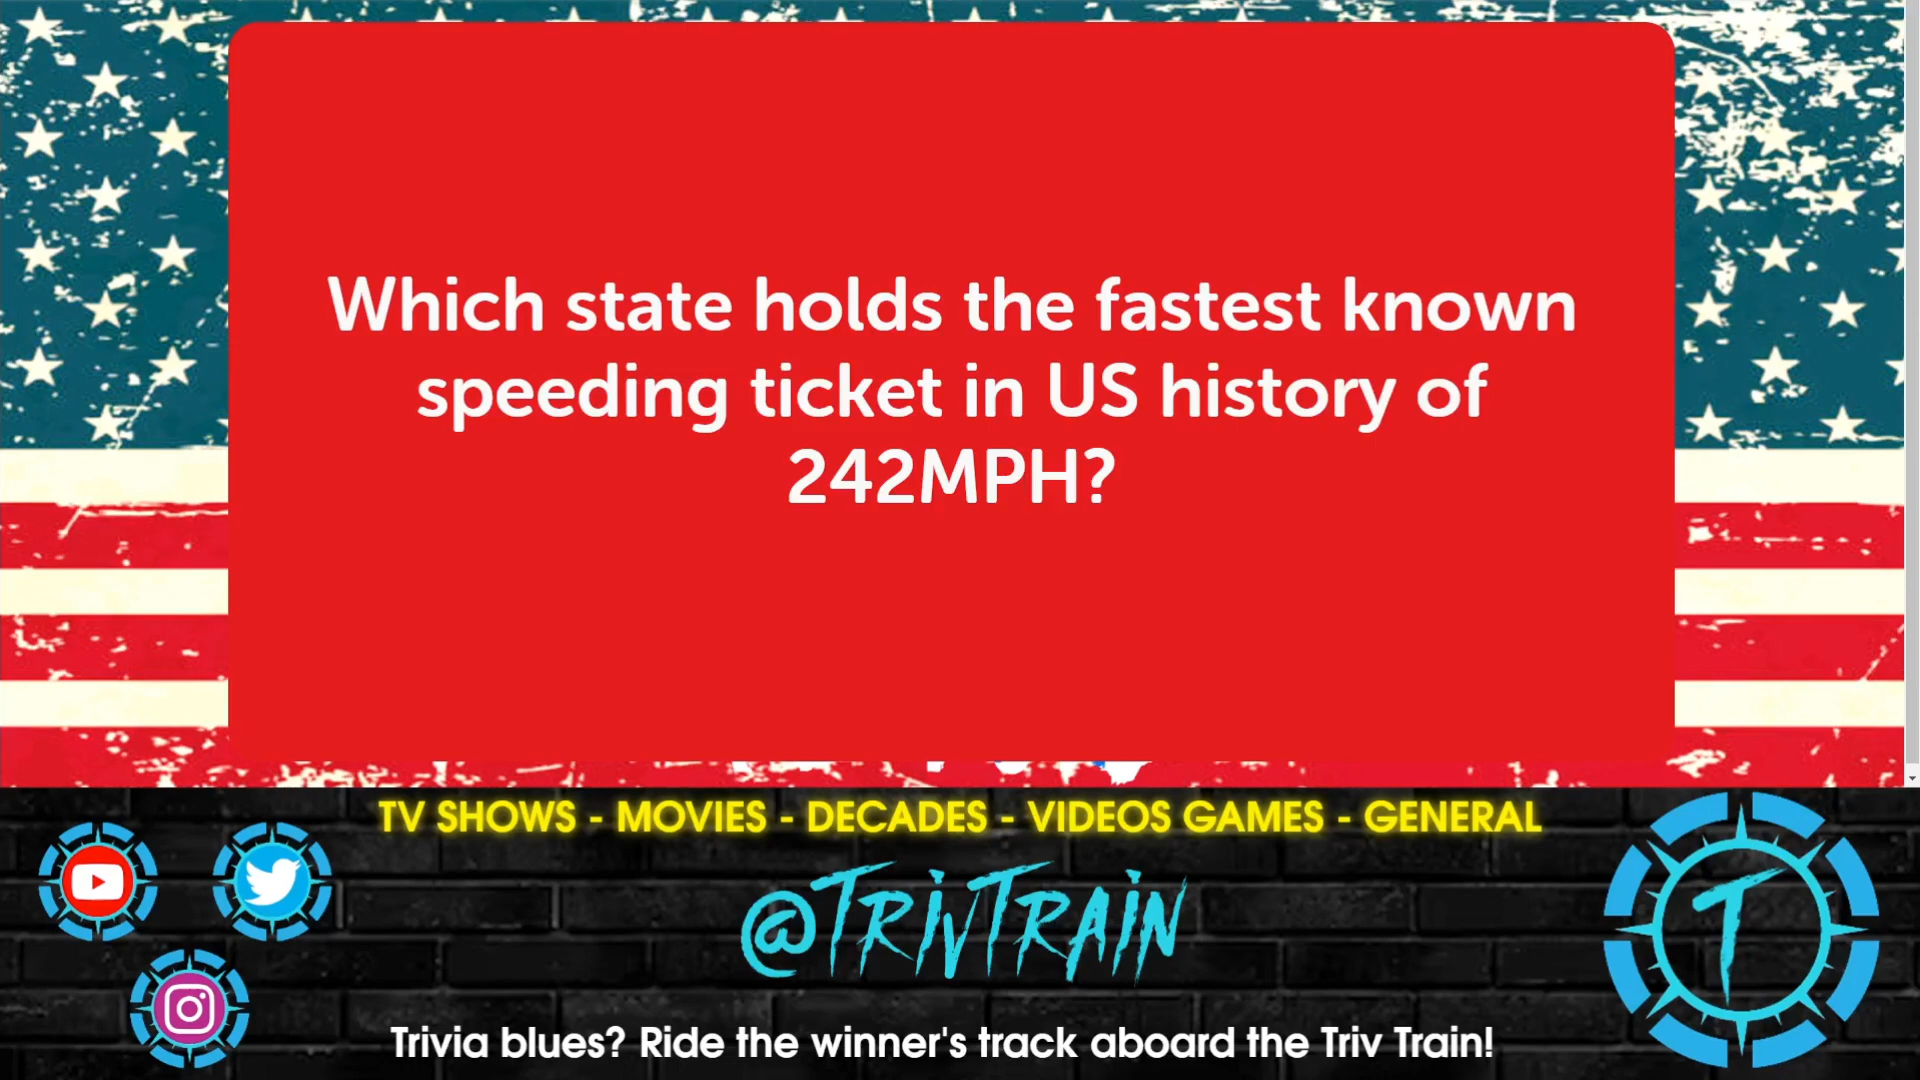 Which state holds the fastest known
speeding ticket in US history of
242MPH?
TV SHOWS - MOVIES - DECADES - VIDEOS GAMES - GENERAL
@TRIVTRAIN
T
Trivia blues? Ride the winner's track aboard the Triv Train!